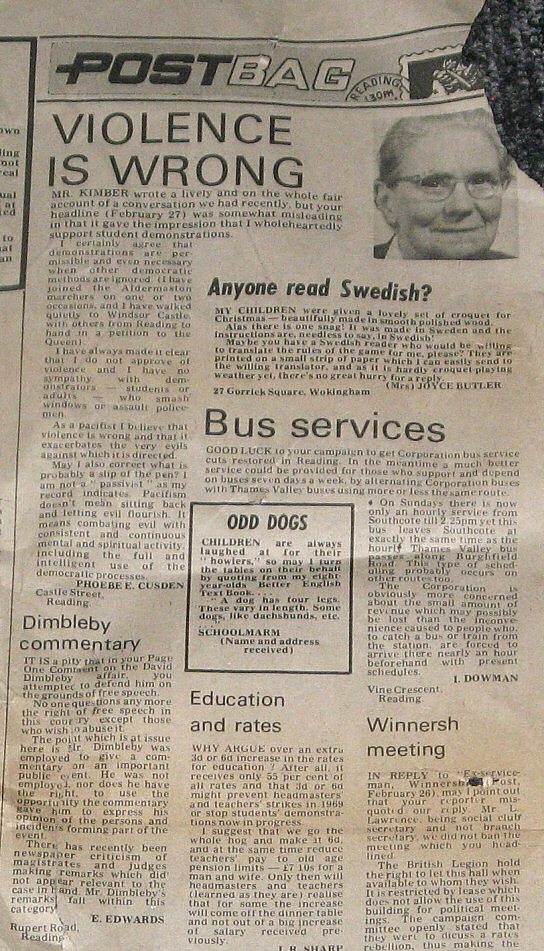 POSTBAG
READING
1.30PM
VIOLENCE
IS WRONG
MR. KIMBER wrote a lively and on the whole fair
account of a conversation we had recently, but your
headline (February 27) was somewhat misleading
in that it gave the impression that I wholeheartedly
support student demonstrations.
I certainly agree that
demonstrations are per-
missible and even necessary
when other democratic
methods are ignored (I have
joined the Aldermaston
marchers on one or two
occasions, and I have walked
quietly to Windsor Castle
with others from Reading to
hand in a petition to the
Queen).
I have always made it clear
that I do not approve of
violence and I have no
sympathy with dem-
onstrators — students or
adults — who smash
windows or assault police-
men.
As a pacifist I believe that
violence is wrong and that it
exacerbates the very evils
against which it is directed.
May I also correct what is
probably a slip of the pen? I
am not a "passivist" as my
record indicates. Pacifism
doesn't mean sitting back
and letting evil flourish. It
means combating evil with
consistent and continuous
mental and spiritual activity,
including the full and
intelligent use of the
democratic processes.
PHOEBE E. CUSDEN
Castle Street,
Reading
Dimbleby
commentary
IT IS a pity that in your Page
One Comment on the David
Dimbleby affair, you
attempted to defend him on
the grounds of free speech.
No one questions any more
the right of free speech in
this country except those
who wish to abuse it.
The point which is at issue
here is Mr. Dimbleby was
employed to give a com-
mentary on an important
public event. He was not
employed, nor does he have
the right, to use the
opportunity the commentary
gave him to express his
opinion of the persons and
incidents forming part of the
event.
There has recently been
newspaper criticism of
magistrates and judges
making remarks which did
not appear relevant to the
case in hand. Mr. Dimbleby's
remarks fall within this
category.
E. EDWARDS
Rupert Road,
Reading
Anyone read Swedish?
MY CHILDREN were given a lovely set of croquet for
Christmas — beautifully made in smooth polished wood.
Alas there is one snag! It was made in Sweden and the
instructions are, needless to say, in Swedish!
Maybe you have a Swedish reader who would be willing
to translate the rules of the game for me, please? They are
printed on a small strip of paper which I can easily send to
the willing translator, and as it is hardly croquet-playing
weather yet, there's no great hurry for a reply.
(Mrs) JOYCE BUTLER
27 Gorrick Square, Wokingham
Bus services
GOOD LUCK to your campaign to get Corporation bus service
cuts restored in Reading. In the meantime a much better
service could be provided for those who support and depend
on buses seven days a week, by alternating Corporation buses
with Thames Valley buses using more or less the same route.
On Sundays there is now
only an hourly service from
Southcote till 2.25pm yet this
bus leaves Southcote at
exactly the same time as the
hourly Thames Valley bus
passing along Burghfield
Road. This type of sched-
uling probably occurs on
other routes too.
The Corporation is
obviously more concerned
about the small amount of
revenue which may possibly
be lost than the inconve-
nience caused to people who,
to catch a bus or train from
the station, are forced to
arrive there nearly an hour
beforehand with present
schedules.
I. DOWMAN
Vine Crescent,
Reading.
ODD DOGS
CHILDREN are always
laughed at for their
"howlers," so may I turn
the tables on their behalf
by quoting from my eight-
year-olds Better English
Text Book . . .
"A dog has four legs.
These vary in length. Some
dogs, like dachshunds, etc.
SCHOOLMARM
(Name and address
received)
Education
and rates
WHY ARGUE over an extra
3d or 6d increase in the rates
for education? After all, it
receives only 55 per cent of
all rates and that 3d or 6d
might prevent headmasters'
and teachers' strikes in 1969
or stop students' demonstra-
tions now in progress.
I suggest that we go the
whole hog and make it 6d,
and at the same time reduce
teachers' pay to old age
pension limits — £7 10s for a
man and wife. Only then will
headmasters and teachers
(learned as they are) realise
that for some the increase
will come off the dinner table
and not out of a big increase
of salary received pre-
viously.
J. R. SHARP
Winnersh
meeting
IN REPLY to "Ex-service-
man, Winnersh" Post,
February 26), may I point out
that your reporter mis-
quoted our reply. Mr. L.
Lawrence, being social club
secretary and not branch
secretary, we did not ban the
meeting which you head-
lined.
The British Legion hold
the right to let this hall when
available to whom they wish.
It is restricted by lease which
does not allow the use of this
building for political meet-
ings. The campaign com-
mittee openly stated that
they were to discuss a rates
thus making the